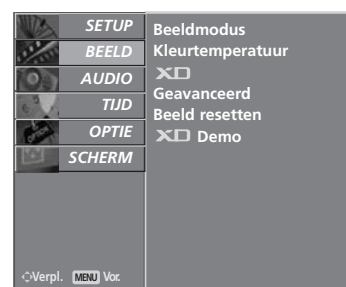 SETUP
BEELD
AUDIO
TIJD
OPTIE
SCHERM
Beeldmodus
Kleurtemperatuur
XD
Geavanceerd
Beeld resetten
XD Demo
Verpl. MENU Vor.